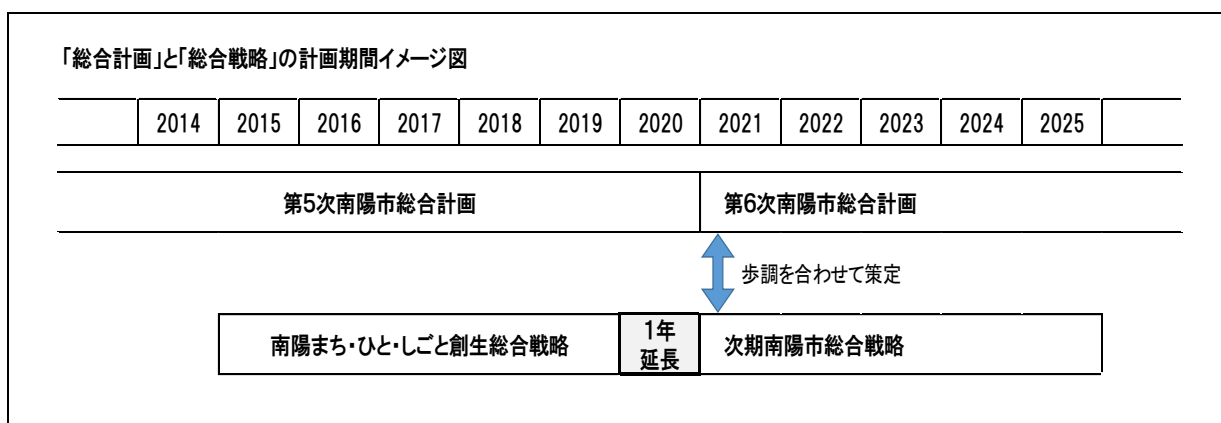 「総合計画」と「総合戦略」の計画期間イメージ図
2014 2015 2016 2017 2018 2019 2020 2021 2022 2023 2024 2025
第5次南陽市総合計画 第6次南陽市総合計画
歩調を合わせて策定
南陽まち・ひと・しごと創生総合戦略 1年 次期南陽市総合戦略
延長